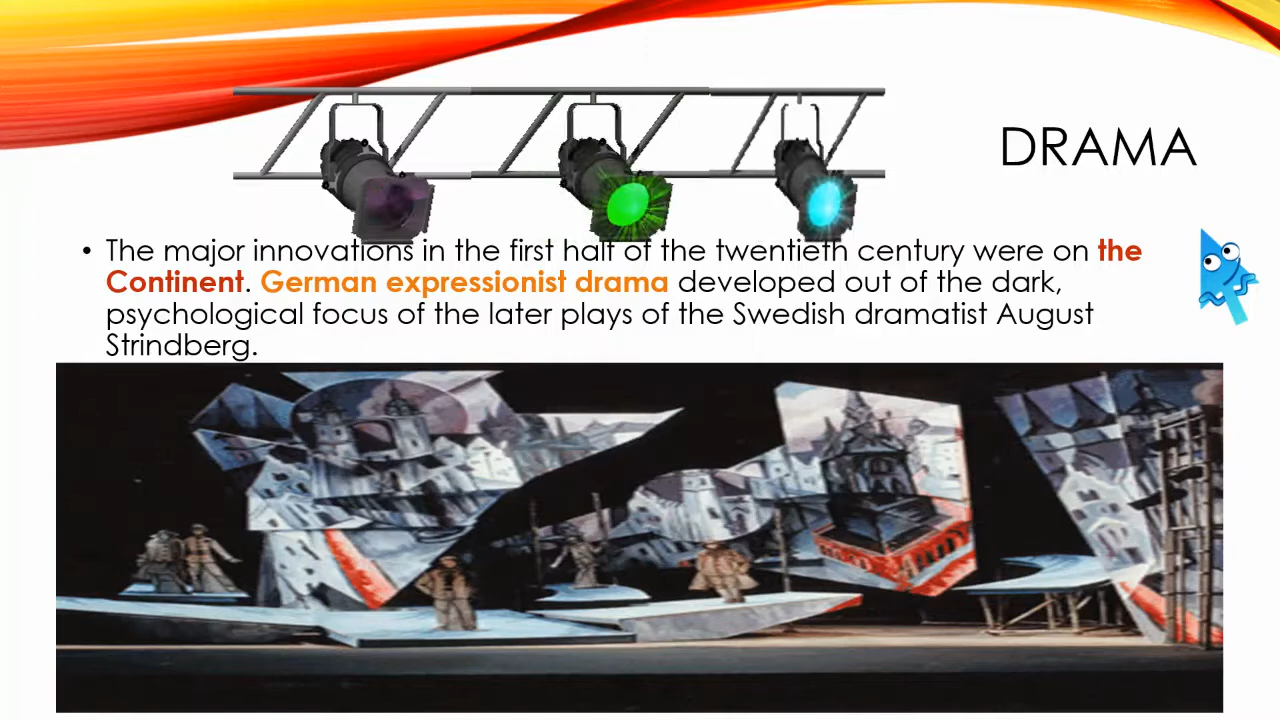 DRAMA
• The major innovations in the first half of the twentieth century were on the
Continent. German expressionist drama developed out of the dark,
psychological focus of the later plays of the Swedish dramatist August
Strindberg.